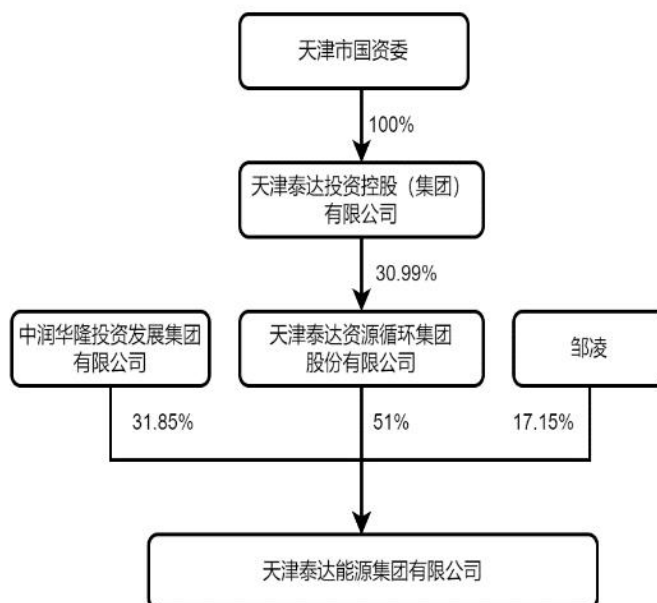 天津市国资委
100%
天津泰达投资控股（集团）
有限公司
30.99%
中润华隆投资发展集团
有限公司
天津泰达资源循环集团
股份有限公司
邹凌
31.85%
51%
17.15%
天津泰达能源集团有限公司